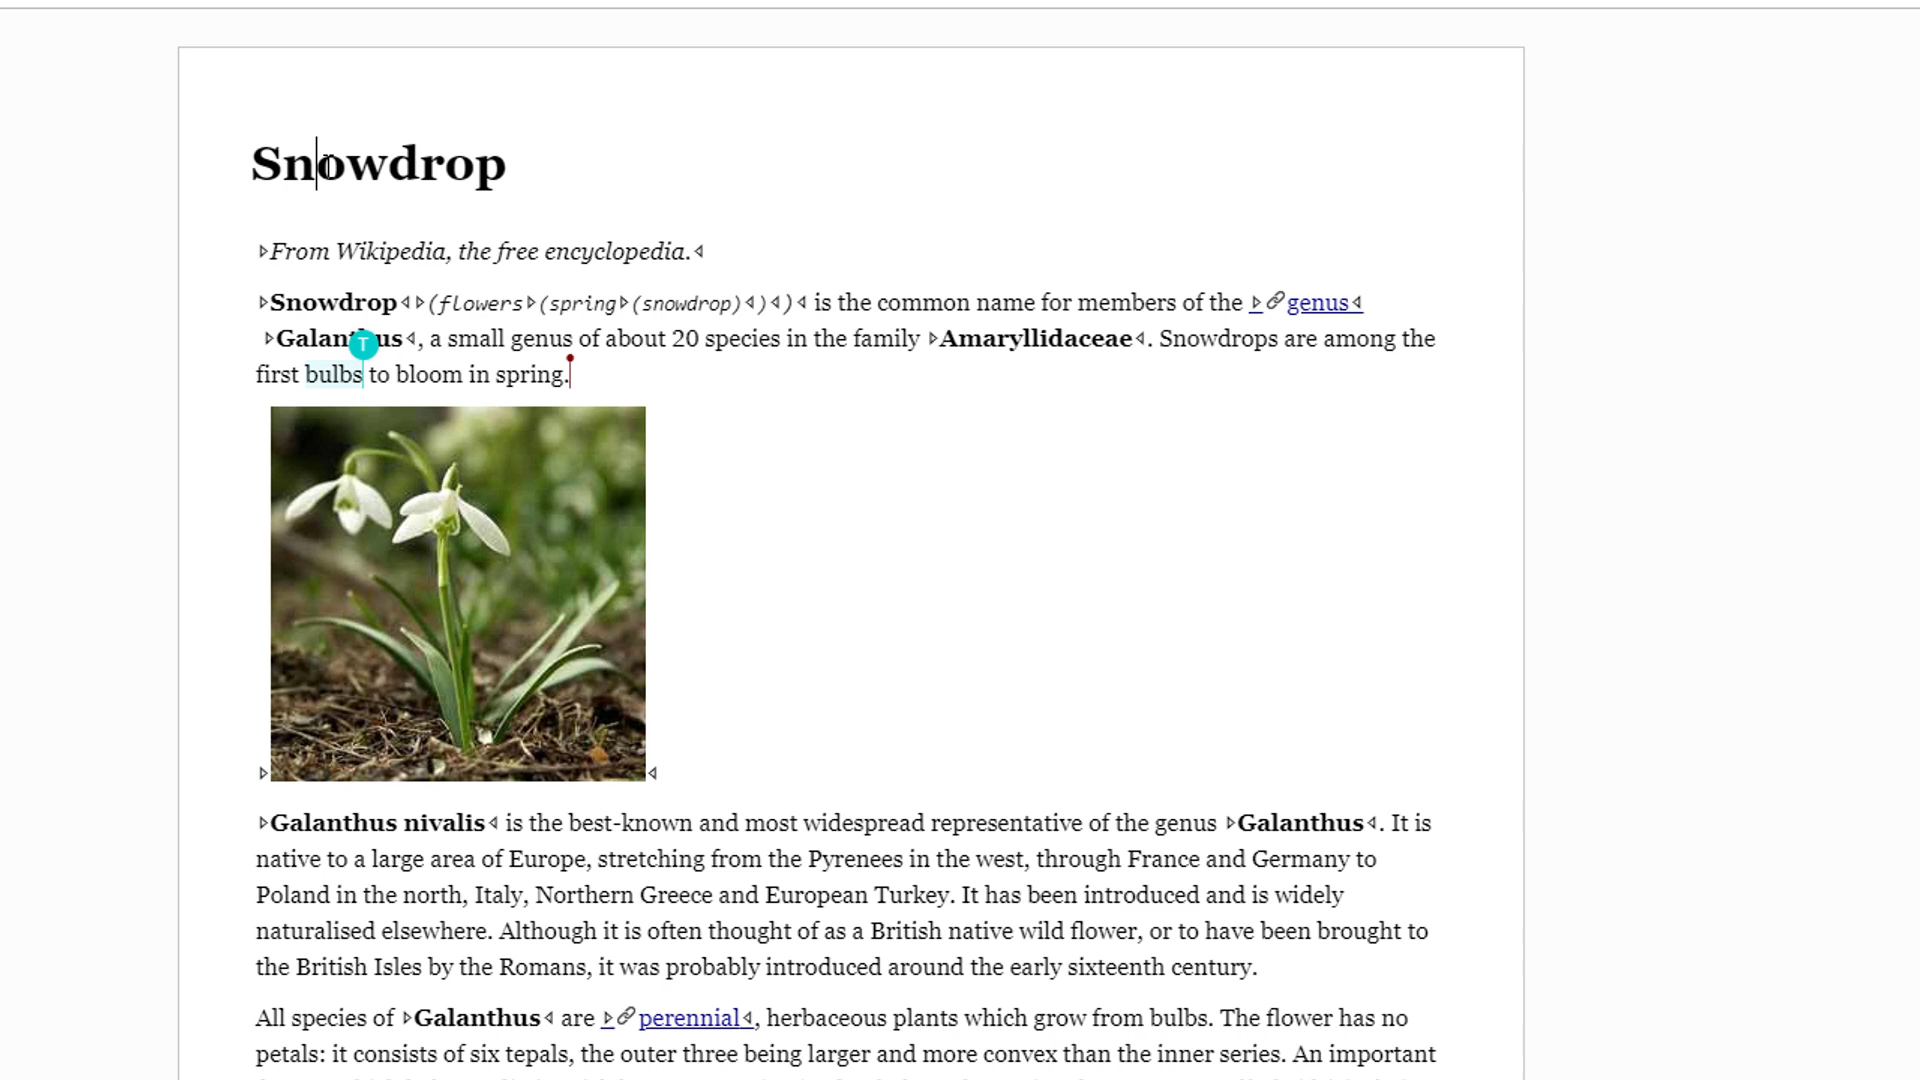 Snowdrop
From Wikipedia, the free encyclopedia.
Snowdrop (flowers (spring (snowdrop) ) ) is the common name for members of the genus
Galanthus, a small genus of about 20 species in the family Amaryllidaceae. Snowdrops are among the
T
first bulbs to bloom in spring.
Galanthus nivalis is the best-known and most widespread representative of the genus Galanthus. It is
native to a large area of Europe, stretching from the Pyrenees in the west, through France and Germany to
Poland in the north, Italy, Northern Greece and European Turkey. It has been introduced and is widely
naturalised elsewhere. Although it is often thought of as a British native wild flower, or to have been brought to
the British Isles by the Romans, it was probably introduced around the early sixteenth century.
All species of Galanthus are perennial, herbaceous plants which grow from bulbs. The flower has no
petals: it consists of six tepals, the outer three being larger and more convex than the inner series. An important